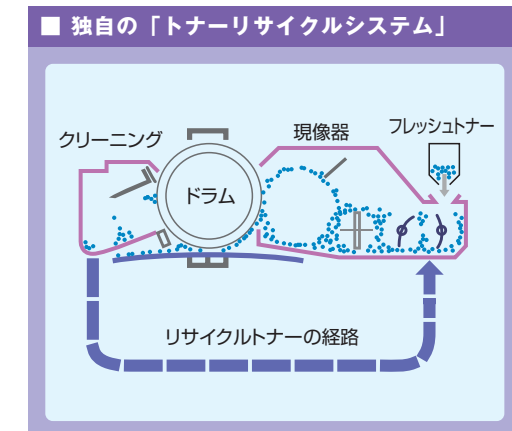 ■ 独自の「トナーリサイクルシステム」
フレッシュトナー
クリーニング
現像器
ドラム
リサイクルトナーの経路